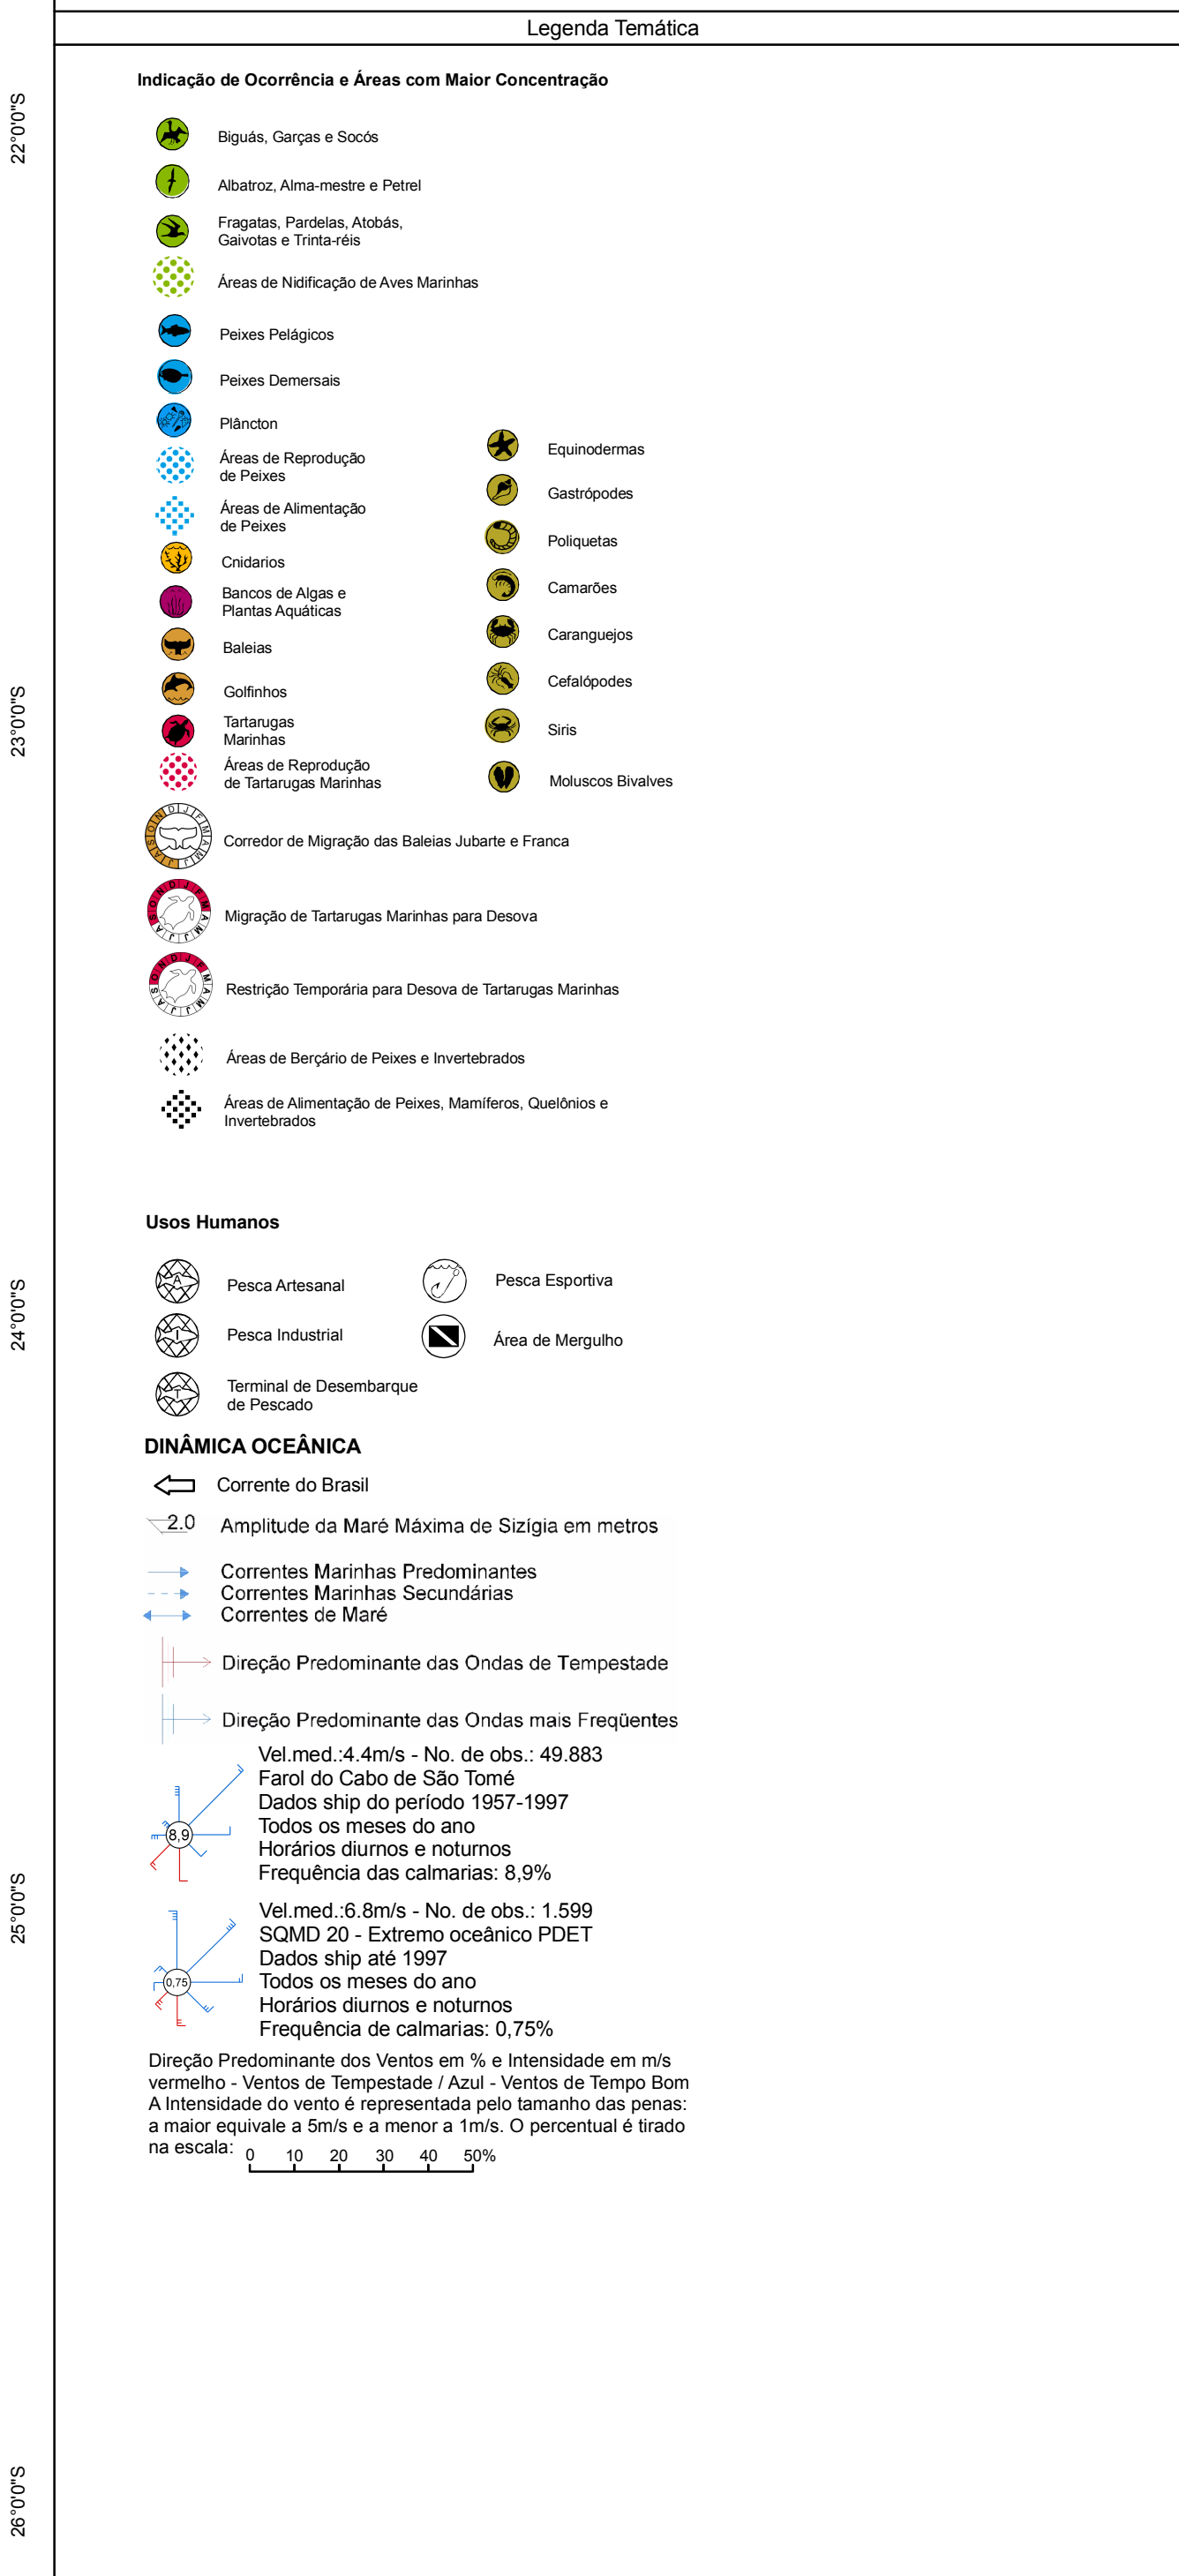 Legenda Temática
22°0'0"S
23°0'0"S
24°0'0"S
25°0'0"S
26°0'0"S
Indicação de Ocorrência e Áreas com Maior Concentração
Biguás, Garças e Socós
Albatroz, Alma-mestre e Petrel
Fragatas, Pardelas, Atobás,
Gaivotas e Trinta-réis
Áreas de Nidificação de Aves Marinhas
Peixes Pelágicos
Peixes Demersais
Plâncton
Áreas de Reprodução
de Peixes
Áreas de Alimentação
de Peixes
Cnidarios
Bancos de Algas e
Plantas Aquáticas
Baleias
Golfinhos
Tartarugas
Marinhas
Áreas de Reprodução
de Tartarugas Marinhas
Equinodermas
Gastrópodes
Poliquetas
Camarões
Caranguejos
Cefalópodes
Siris
Moluscos Bivalves
J F M A M J J A S O N D
Corredor de Migração das Baleias Jubarte e Franca
J F M A M J J A S O N D
Migração de Tartarugas Marinhas para Desova
J F M A M J J A S O N D
Restrição Temporária para Desova de Tartarugas Marinhas
Áreas de Berçário de Peixes e Invertebrados
Áreas de Alimentação de Peixes, Mamíferos, Quelônios e
Invertebrados
Usos Humanos
A Pesca Artesanal
Pesca Esportiva
I Pesca Industrial
Área de Mergulho
T Terminal de Desembarque
de Pescado
DINÂMICA OCEÂNICA
Corrente do Brasil
2.0 Amplitude da Maré Máxima de Sizígia em metros
Correntes Marinhas Predominantes
Correntes Marinhas Secundárias
Correntes de Maré
Direção Predominante das Ondas de Tempestade
Direção Predominante das Ondas mais Freqüentes
Vel.med.:4.4m/s - No. de obs.: 49.883
Farol do Cabo de São Tomé
Dados ship do período 1957-1997
Todos os meses do ano
8,9
Horários diurnos e noturnos
Frequência das calmarias: 8,9%
Vel.med.:6.8m/s - No. de obs.: 1.599
SQMD 20 - Extremo oceânico PDET
Dados ship até 1997
Todos os meses do ano
0,75
Horários diurnos e noturnos
Frequência de calmarias: 0,75%
Direção Predominante dos Ventos em % e Intensidade em m/s
vermelho - Ventos de Tempestade / Azul - Ventos de Tempo Bom
A Intensidade do vento é representada pelo tamanho das penas:
a maior equivale a 5m/s e a menor a 1m/s. O percentual é tirado
na escala: 0 10 20 30 40 50%